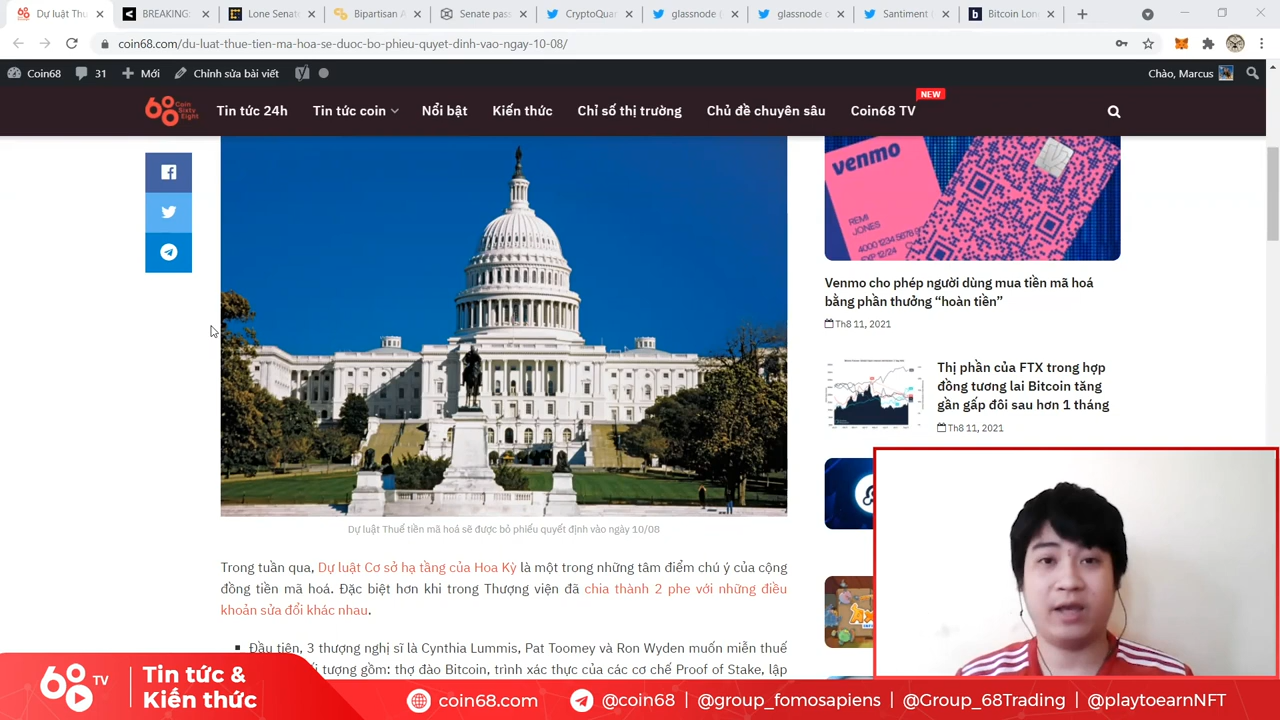 Dự luật Thuế
BREAKING:
Lone Senat
Bipartisan A
Senate pas
CryptoQuar
glassnode
glassnode o
Santiment
Bitcoin Lon
coin68.com/du-luat-thue-tien-ma-hoa-se-duoc-bo-phieu-quyet-dinh-vao-ngay-10-08/
Coin68 31 Mới Chỉnh sửa bài viết
Chào, Marcus
68 Coin Sixty Eight
Tin tức 24h Tin tức coin Nổi bật Kiến thức Chỉ số thị trường Chủ đề chuyên sâu Coin68 TV NEW
venmo
REMI
JONES
Venmo cho phép người dùng mua tiền mã hoá
bằng phần thưởng “hoàn tiền”
Th8 11, 2021
Thị phần của FTX trong hợp
đồng tương lai Bitcoin tăng
gần gấp đôi sau hơn 1 tháng
Th8 11, 2021
Dự luật Thuế tiền mã hoá sẽ được bỏ phiếu quyết định vào ngày 10/08
Trong tuần qua, Dự luật Cơ sở hạ tầng của Hoa Kỳ là một trong những tâm điểm chú ý của cộng
đồng tiền mã hoá. Đặc biệt hơn khi trong Thượng viện đã chia thành 2 phe với những điều
khoản sửa đổi khác nhau.
Đầu tiên, 3 thượng nghị sĩ là Cynthia Lummis, Pat Toomey và Ron Wyden muốn miễn thuế
tượng gồm: thợ đào Bitcoin, trình xác thực của các cơ chế Proof of Stake, lập
68 TV
Tin tức &
Kiến thức
coin68.com @coin68 | @group_fomosapiens | @Group_68Trading | @playtoearnNFT